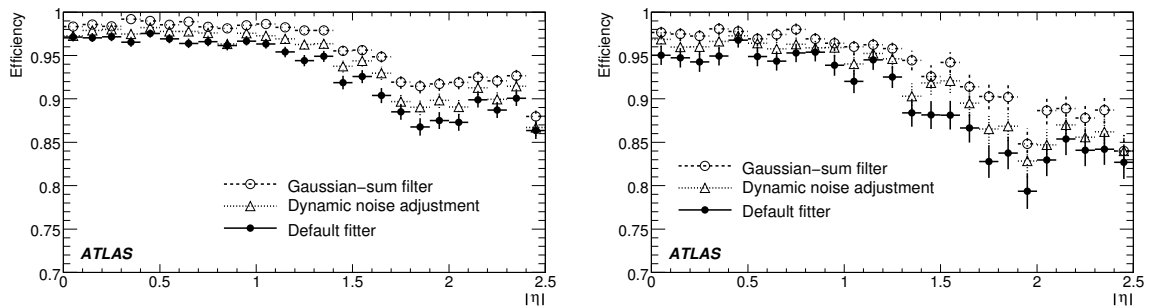 Efficiency
1
0.95
0.9
0.85
0.8
0.75
0.7
Gaussian−sum filter
Dynamic noise adjustment
Default fitter
ATLAS
0 0.5 1 1.5 2 2.5
|η|
Efficiency
1
0.95
0.9
0.85
0.8
0.75
0.7
Gaussian−sum filter
Dynamic noise adjustment
Default fitter
ATLAS
0 0.5 1 1.5 2 2.5
|η|